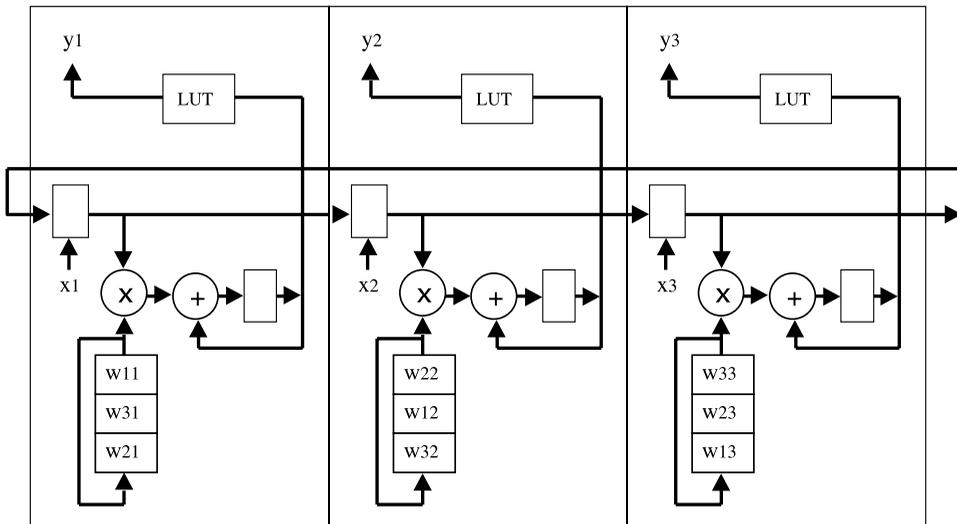 y1
y2
y3
LUT
LUT
LUT
x1
x2
x3
x
+
x
+
x
+
w11
w22
w33
w31
w12
w23
w21
w32
w13